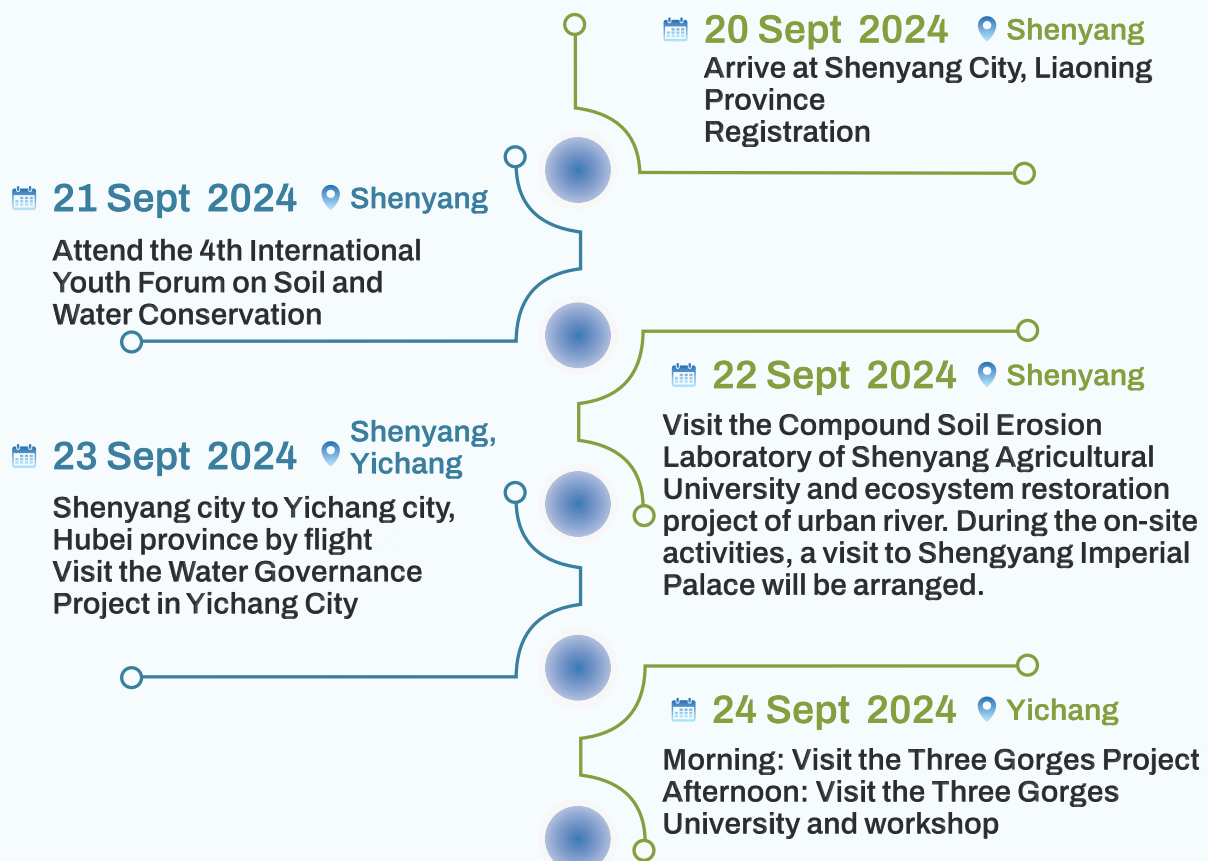 20 Sept 2024 Shenyang
Arrive at Shenyang City, Liaoning
Province
Registration
21 Sept 2024 Shenyang
Attend the 4th International
Youth Forum on Soil and
Water Conservation
22 Sept 2024 Shenyang
Visit the Compound Soil Erosion
Laboratory of Shenyang Agricultural
University and ecosystem restoration
project of urban river. During the on-site
activities, a visit to Shengyang Imperial
Palace will be arranged.
23 Sept 2024 Shenyang,
Yichang
Shenyang city to Yichang city,
Hubei province by flight
Visit the Water Governance
Project in Yichang City
24 Sept 2024 Yichang
Morning: Visit the Three Gorges Project
Afternoon: Visit the Three Gorges
University and workshop